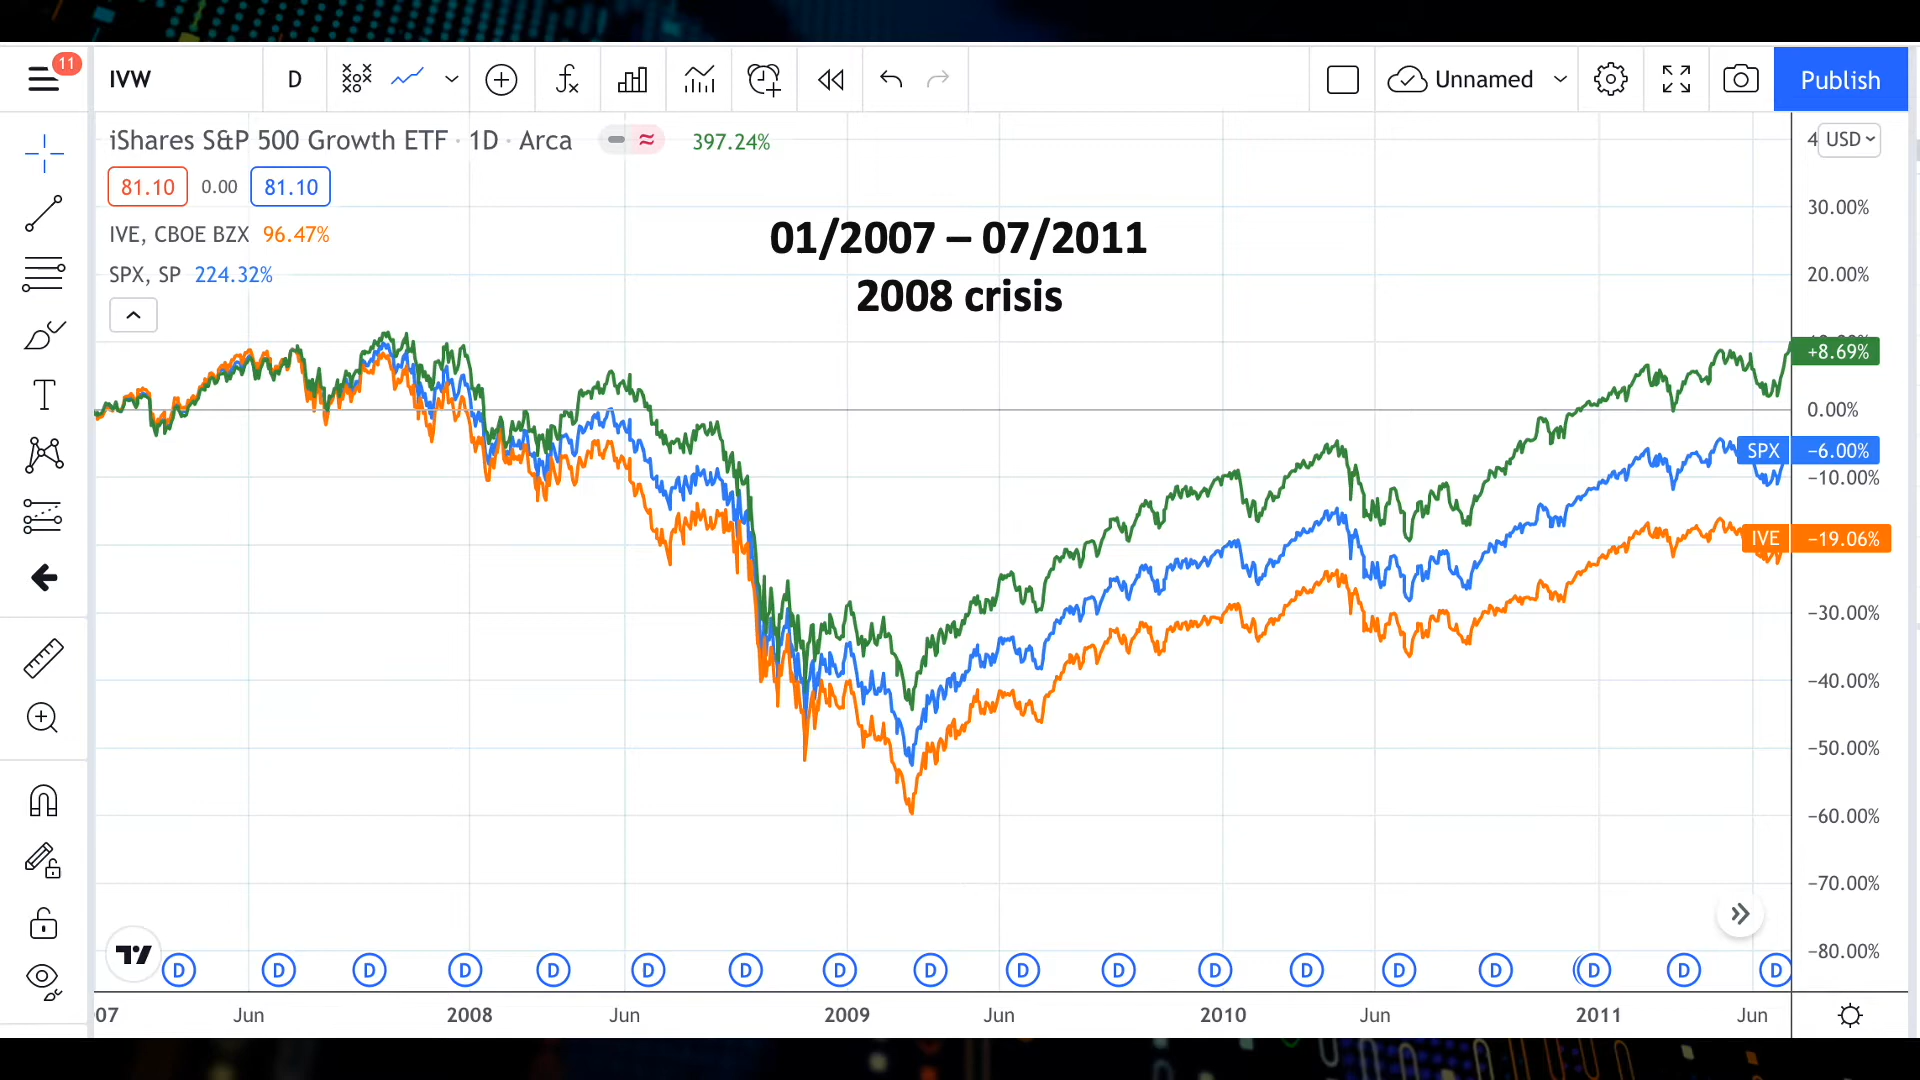 11
IVW D fx Unnamed Publish
iShares S&P 500 Growth ETF · 1D · Arca 397.24%
81.10 0.00 81.10
IVE, CBOE BZX 96.47%
SPX, SP 224.32%
01/2007 – 07/2011
2008 crisis
4 USD
30.00%
20.00%
+8.69%
0.00%
SPX −6.00%
−10.00%
IVE −19.06%
−30.00%
−40.00%
−50.00%
−60.00%
−70.00%
−80.00%
D D D D D D D D D D D D D D D D D D
07 Jun 2008 Jun 2009 Jun 2010 Jun 2011 Jun